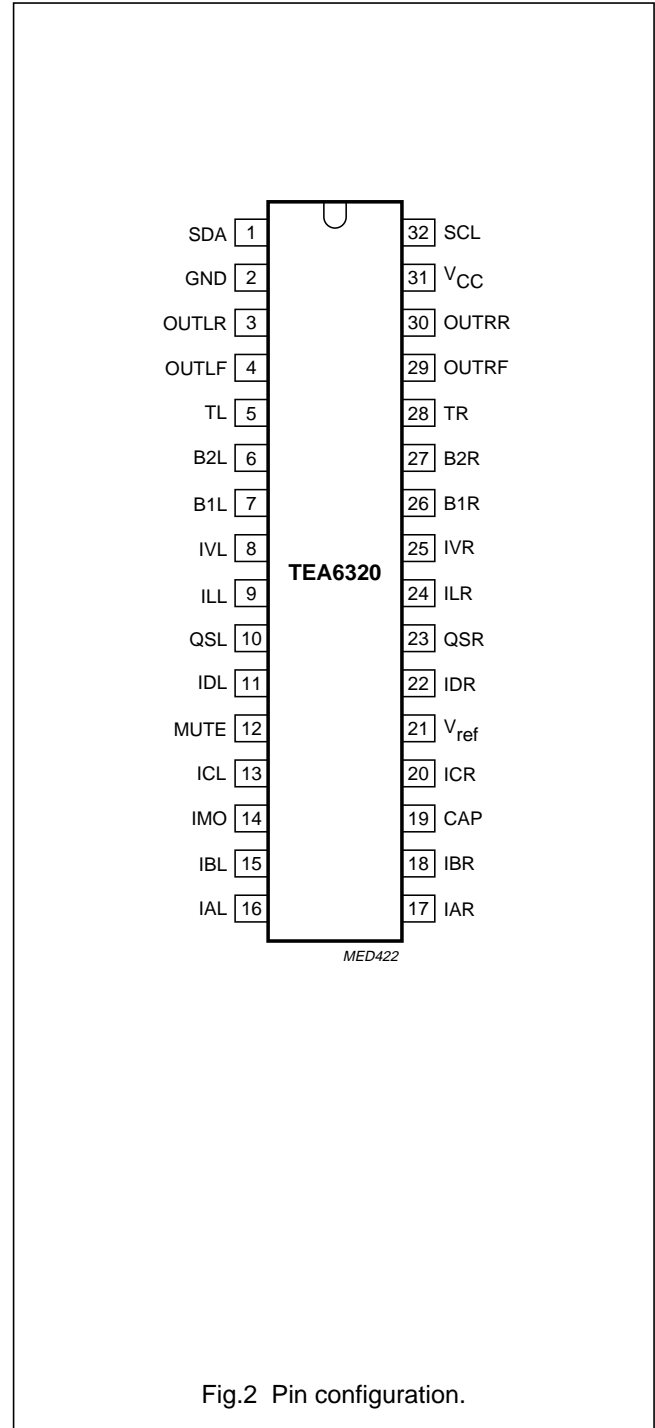 SDA 1 32 SCL
GND 2 31 VCC
OUTLR 3 30 OUTRR
OUTLF 4 29 OUTRF
TL 5 28 TR
B2L 6 27 B2R
B1L 7 26 B1R
IVL 8 25 IVR
TEA6320
ILL 9 24 ILR
QSL 10 23 QSR
IDL 11 22 IDR
MUTE 12 21 Vref
ICL 13 20 ICR
IMO 14 19 CAP
IBL 15 18 IBR
IAL 16 17 IAR
MED422
Fig.2 Pin configuration.